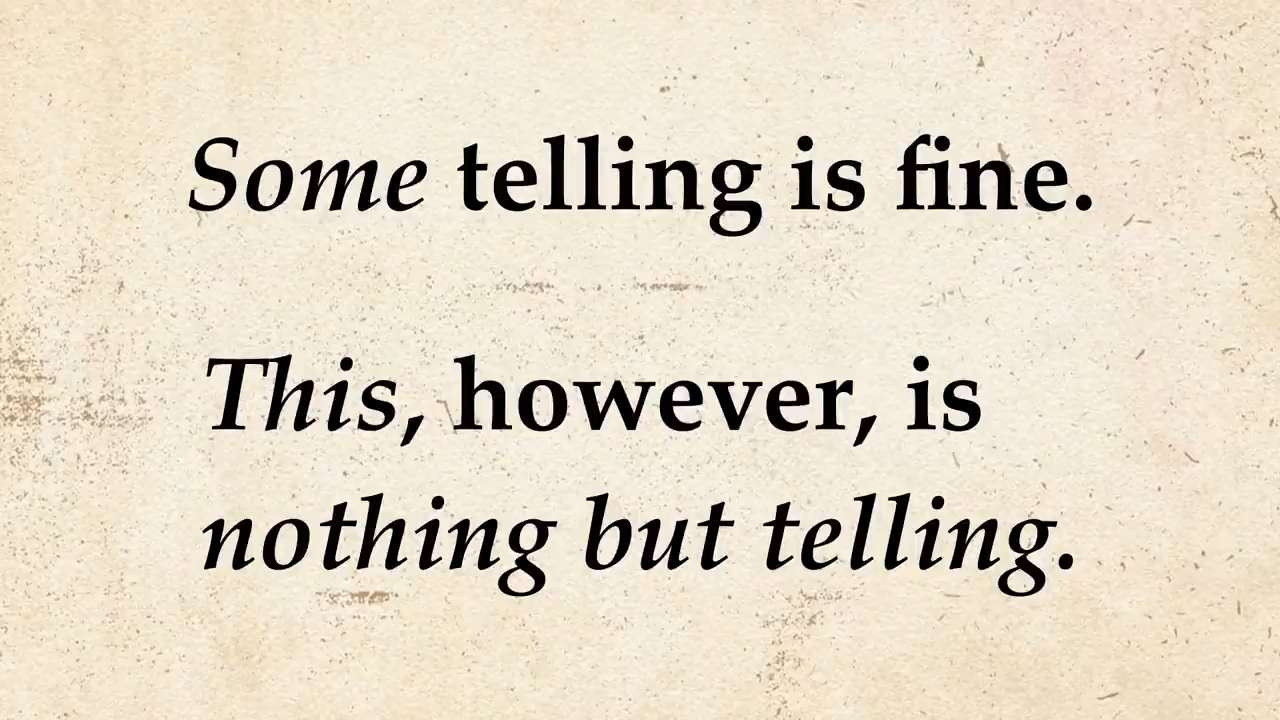 Some telling is fine.
This, however, is
nothing but telling.